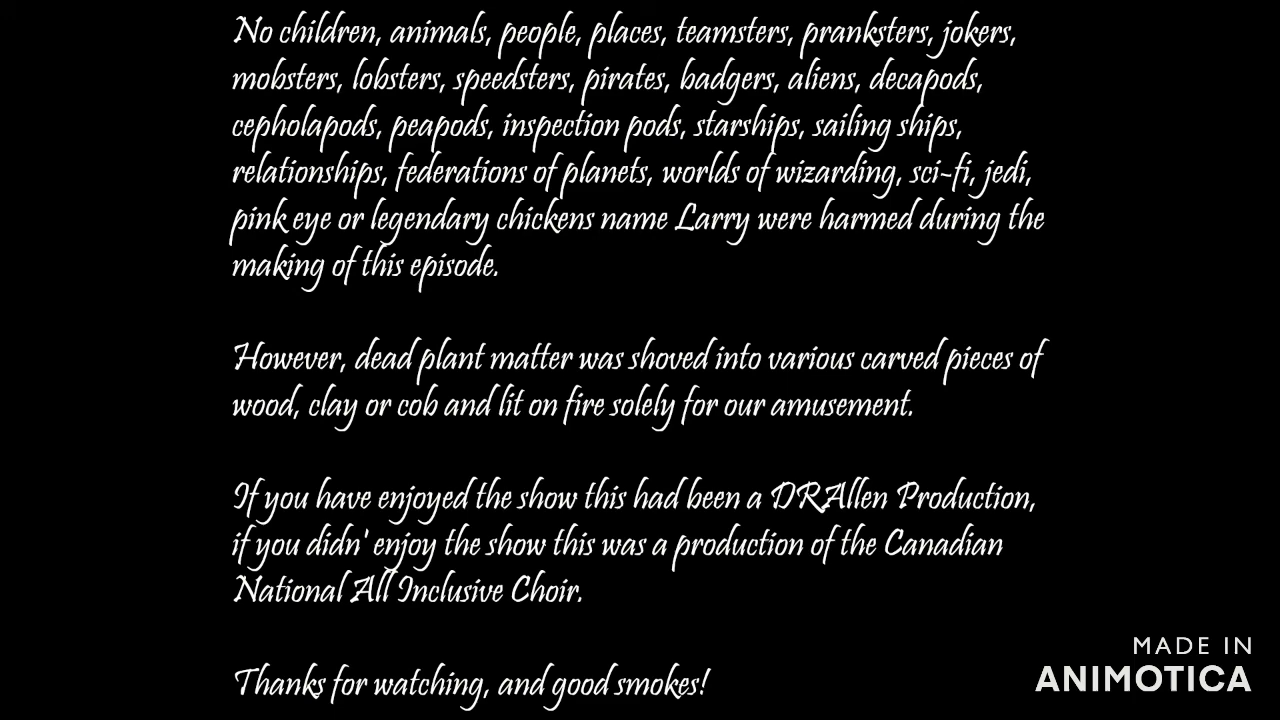 No children, animals, people, places, teamsters, pranksters, jokers,
mobsters, lobsters, speedsters, pirates, badgers, aliens, decapods,
cepholapods, peapods, inspection pods, starships, sailing ships,
relationships, federations of planets, worlds of wizarding, sci-fi, jedi,
pink eye or legendary chickens name Larry were harmed during the
making of this episode.
However, dead plant matter was shoved into various carved pieces of
wood, clay or cob and lit on fire solely for our amusement.
If you have enjoyed the show this had been a DRAllen Production,
if you didn' enjoy the show this was a production of the Canadian
National All Inclusive Choir.
Thanks for watching, and good smokes!
MADE IN
ANIMOTICA